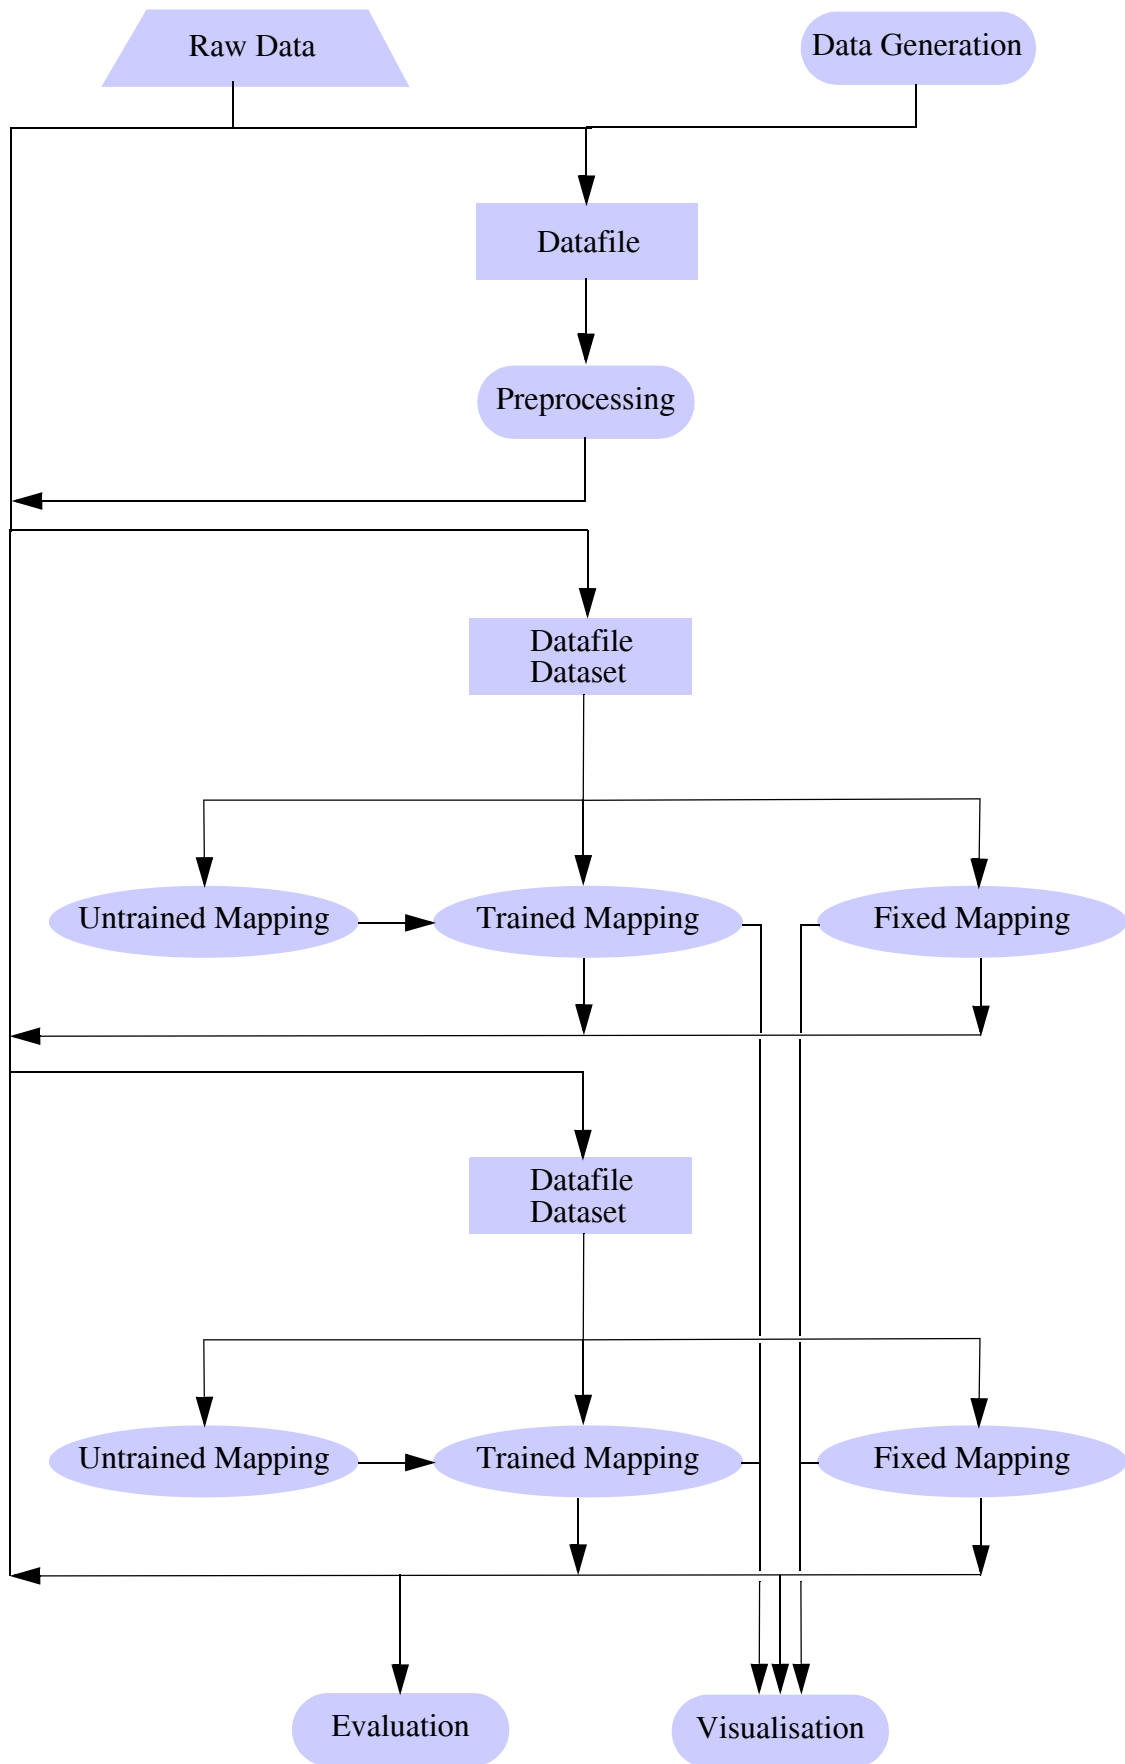 Raw Data
Data Generation
Datafile
Preprocessing
Datafile
Dataset
Untrained Mapping
Trained Mapping
Fixed Mapping
Datafile
Dataset
Untrained Mapping
Trained Mapping
Fixed Mapping
Evaluation
Visualisation